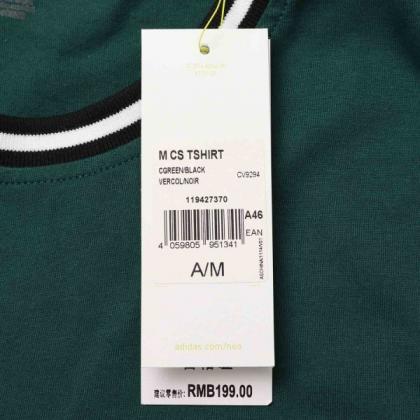 M CS TSHIRT
CGREEN/BLACK CV9294
VERCOL/NOIR
119427370
A46
EAN
4 059805 951341
A/M
adidas.com/neo
建议零售价: RMB199.00